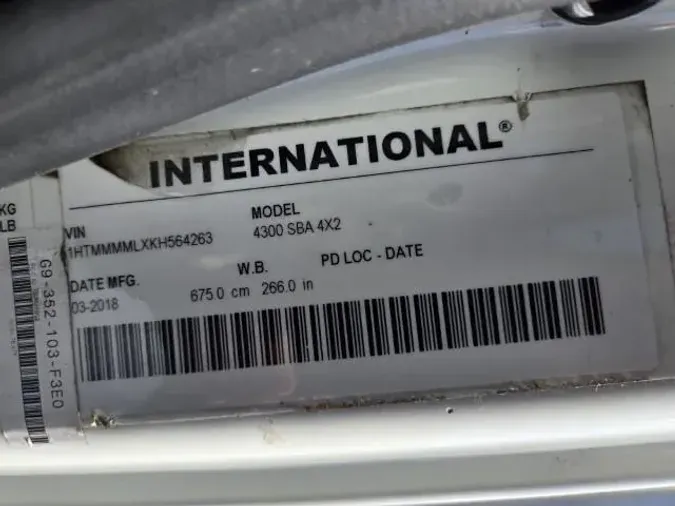 INTERNATIONAL®
KG
LB
VIN
MODEL
1HTMMMMLXKH564263
4300 SBA 4X2
DATE MFG.
W.B.
PD LOC - DATE
03-2018
675.0 cm 266.0 in
G9-352-103-F3E0